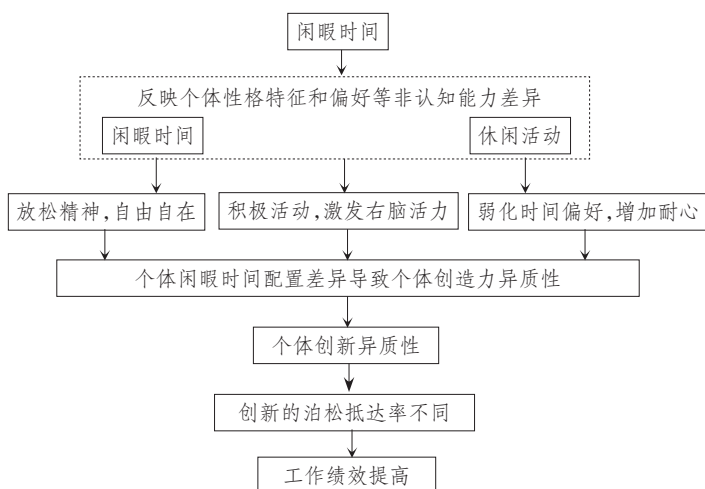 闲暇时间
反映个体性格特征和偏好等非认知能力差异
闲暇时间
休闲活动
放松精神,自由自在
积极活动,激发右脑活力
弱化时间偏好,增加耐心
个体闲暇时间配置差异导致个体创造力异质性
个体创新异质性
创新的泊松抵达率不同
工作绩效提高